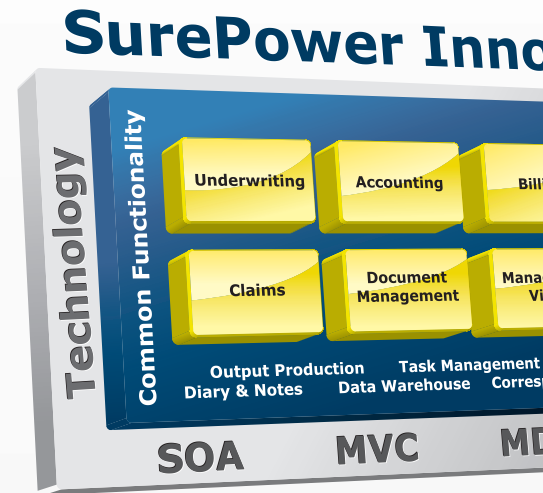 SurePower Inno
Technology
Common Functionality
Underwriting
Accounting
Billi
Claims
Document
Management
Manag
Vi
Output Production
Task Management
Diary & Notes
Data Warehouse
Corres
SOA
MVC
MD